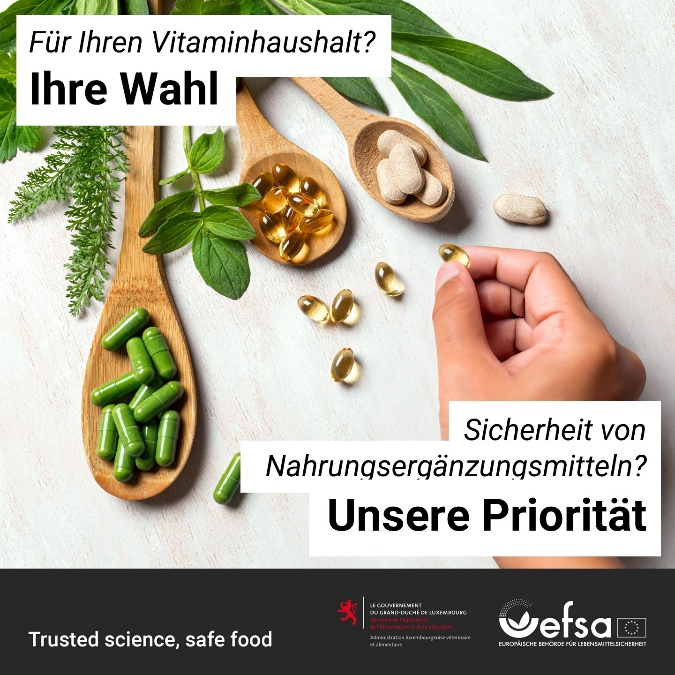 Für Ihren Vitaminhaushalt?
Ihre Wahl
Sicherheit von
Nahrungsergänzungsmitteln?
Unsere Priorität
Trusted science, safe food
LE GOUVERNEMENT
DU GRAND-DUCHÉ DE LUXEMBOURG
Ministère de l'Agriculture,
de l'Alimentation et de la Viticulture
Administration luxembourgeoise vétérinaire
et alimentaire
efsa
EUROPÄISCHE BEHÖRDE FÜR LEBENSMITTELSICHERHEIT